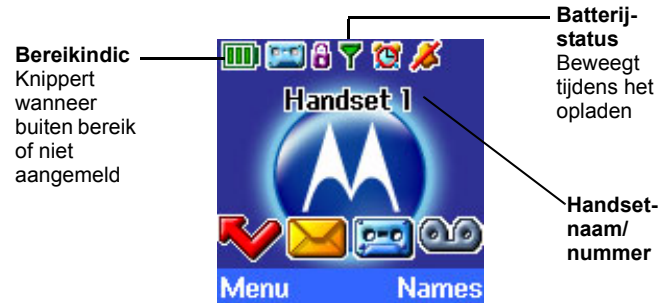 Bereikindic
Knippert
wanneer
buiten bereik
of niet
aangemeld
Batterij-
status
Beweegt
tijdens het
opladen
Handset 1
Handset-
naam/
nummer
Menu
Names